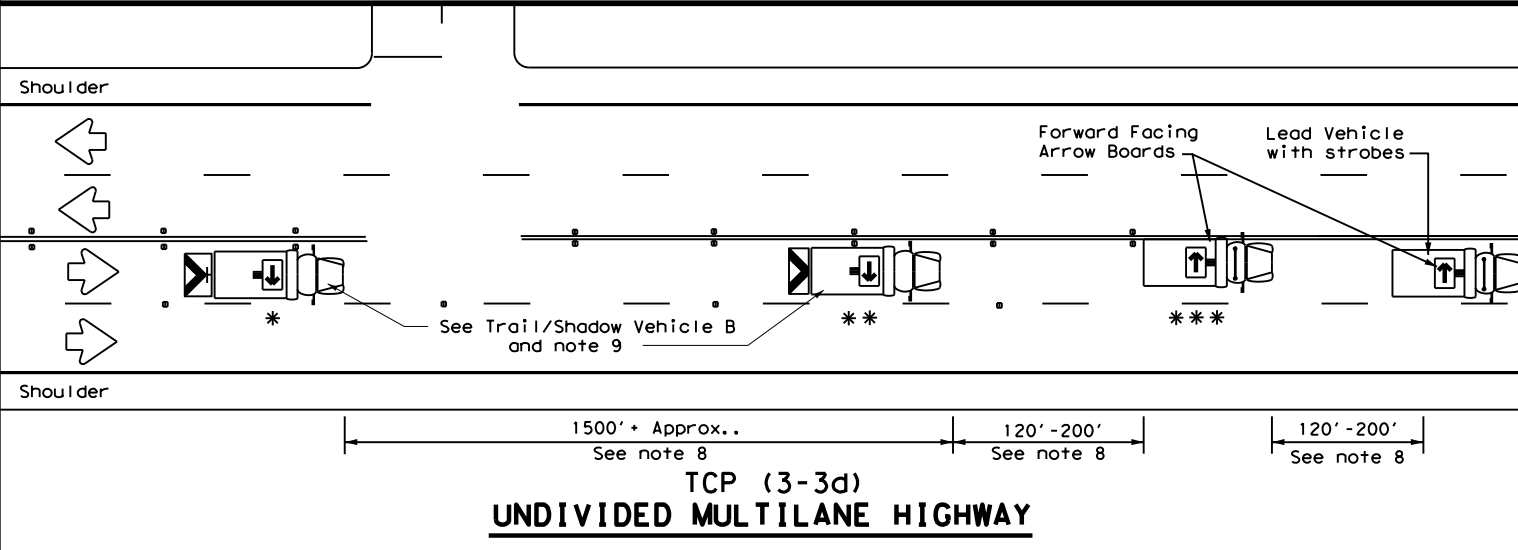 Shoulder
Forward Facing
Arrow Boards
Lead Vehicle
with strobes
*
**
***
See Trail/Shadow Vehicle B
and note 9
Shoulder
1500'+ Approx..
See note 8
120'-200'
See note 8
120'-200'
See note 8
TCP (3-3d)
UNDIVIDED MULTILANE HIGHWAY